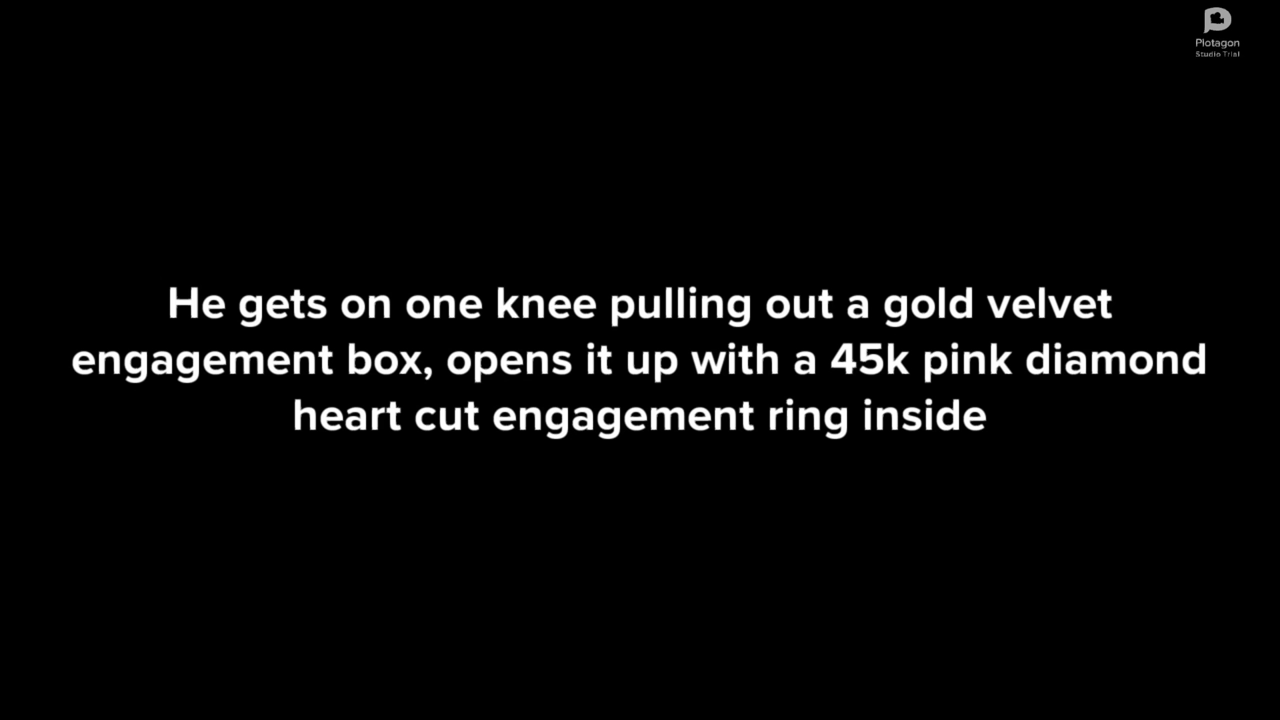 Plotagon
Studio Trial
He gets on one knee pulling out a gold velvet
engagement box, opens it up with a 45k pink diamond
heart cut engagement ring inside